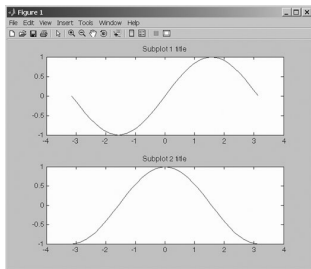 Figure 1
File Edit View Insert Tools Window Help
Subplot 1 title
1
0.5
0
-0.5
-1
-4 -3 -2 -1 0 1 2 3 4
Subplot 2 title
1
0.5
0
-0.5
-1
-4 -3 -2 -1 0 1 2 3 4